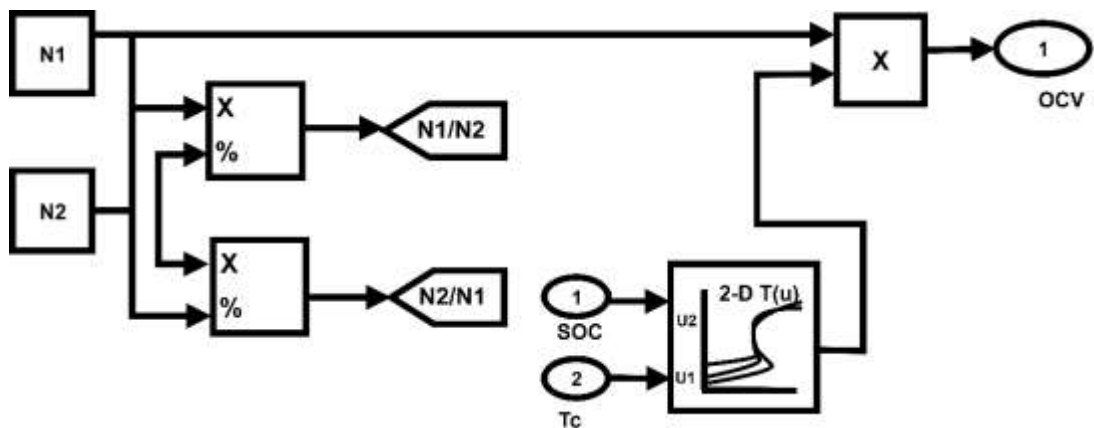 N1
X
1
OCV
X
%
N1/N2
N2
X
%
N2/N1
1
SOC
2-D T(u)
U2
U1
2
Tc